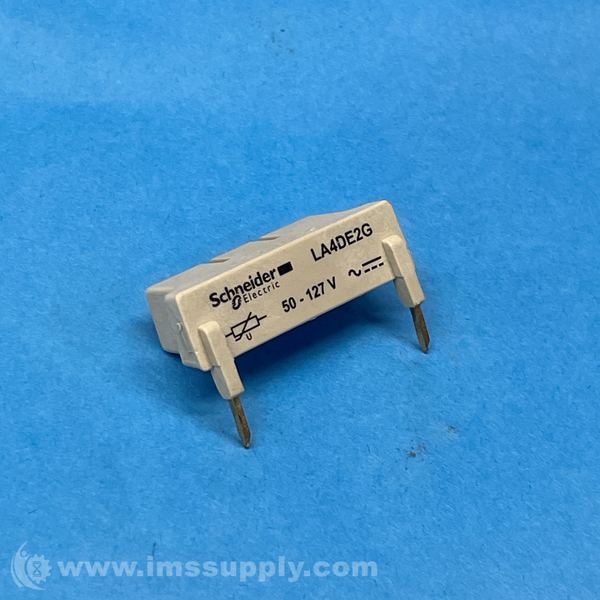 Schneider
Electric
LA4DE2G
50 - 127 V
U
www.imssupply.com